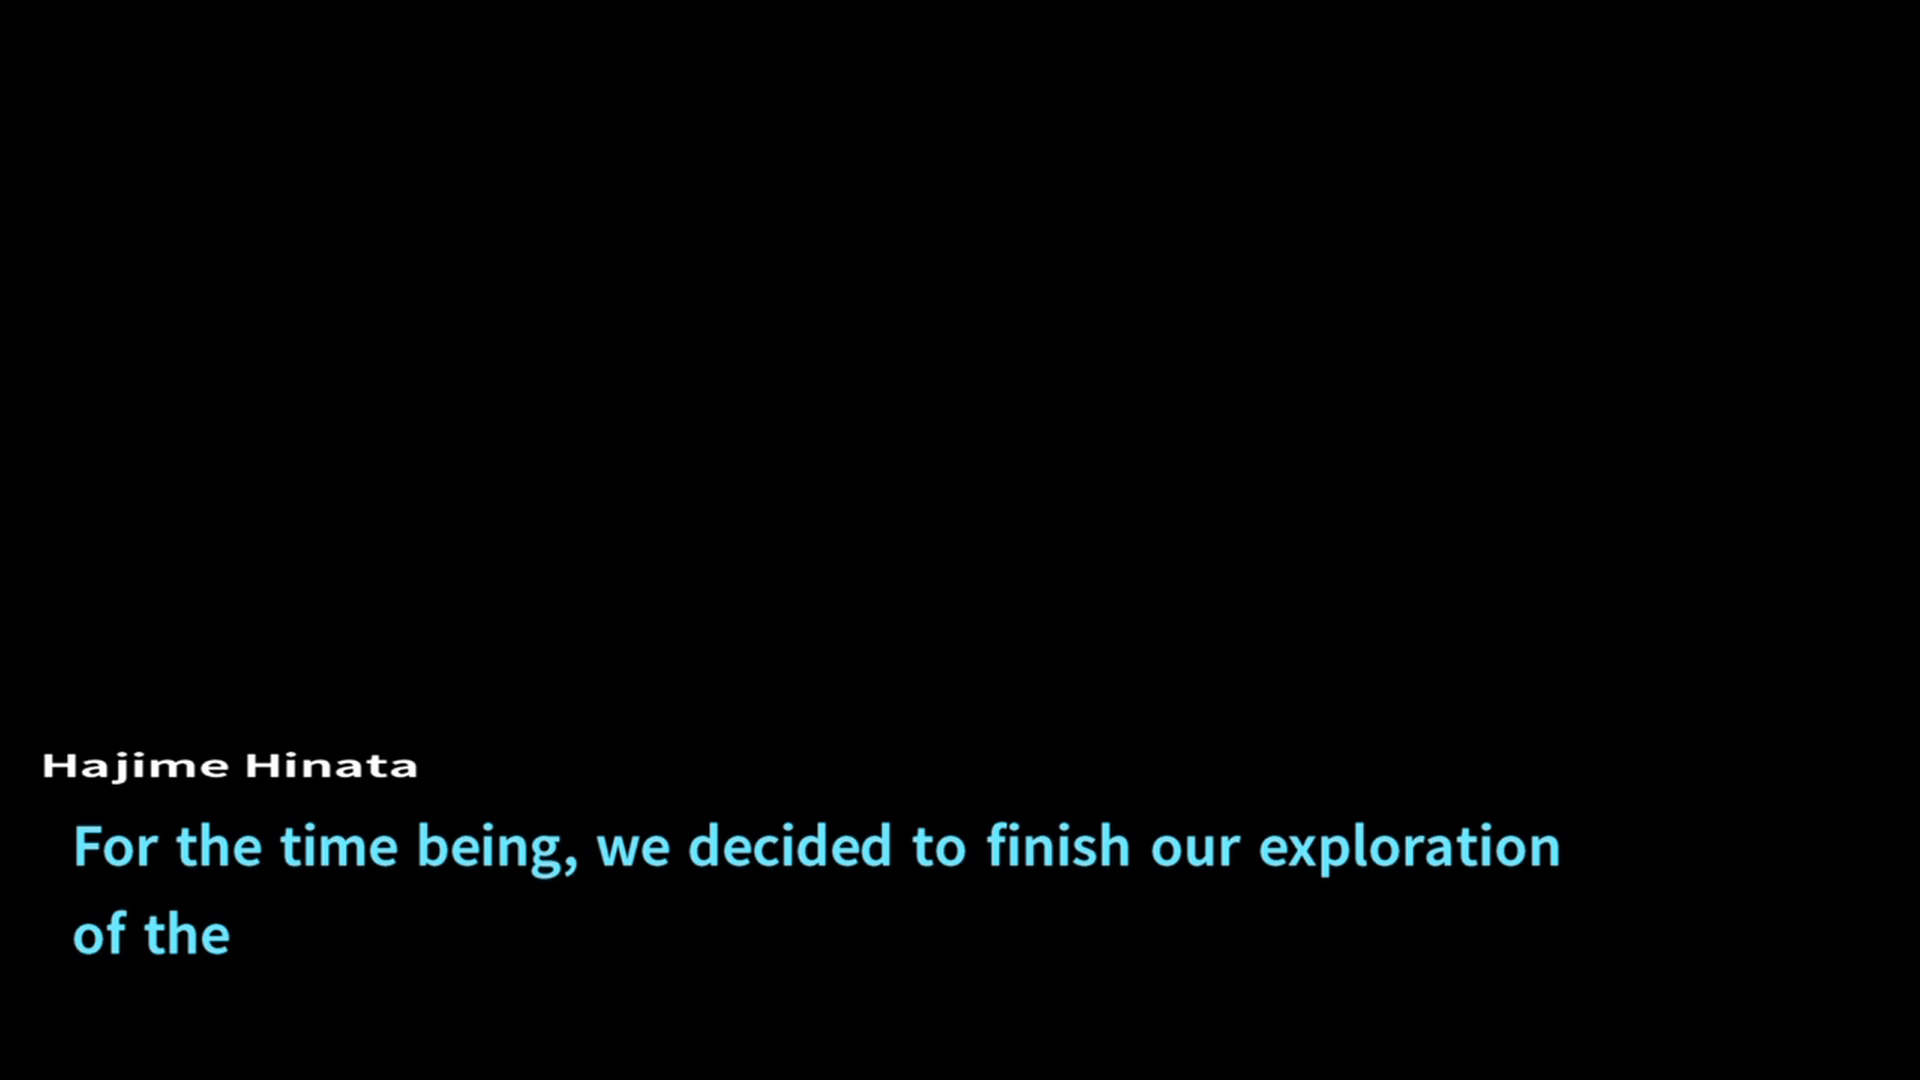 Hajime Hinata
For the time being, we decided to finish our exploration
of the